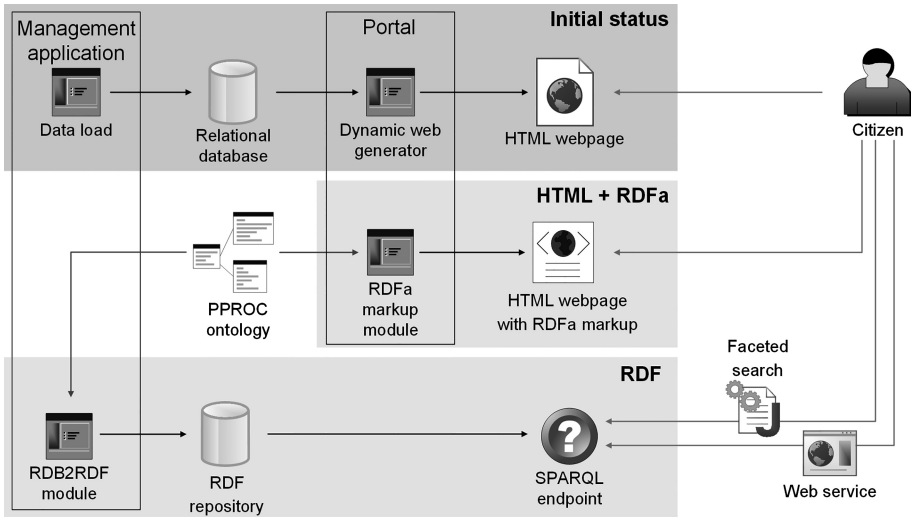 Initial status
Management
application
Portal
Data load
Relational
database
Dynamic web
generator
HTML webpage
Citizen
HTML + RDFa
PPROC
ontology
RDFa
markup
module
HTML webpage
with RDFa markup
Faceted
search
RDF
RDB2RDF
module
RDF
repository
SPARQL
endpoint
Web service